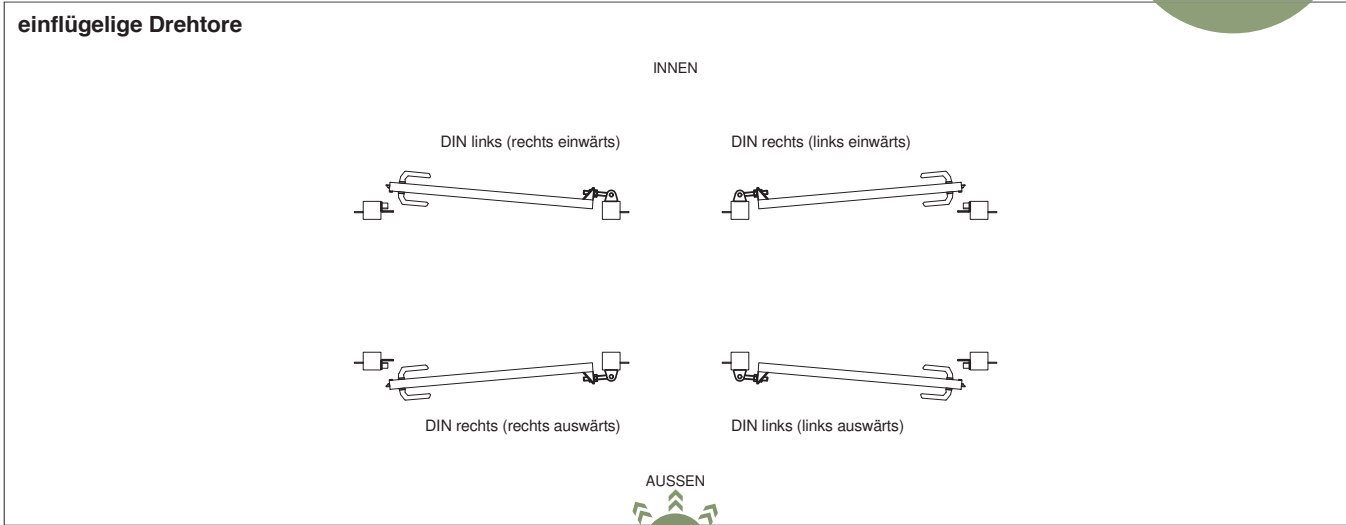 einflügelige Drehtore
INNEN
DIN links (rechts einwärts)
DIN rechts (links einwärts)
DIN rechts (rechts auswärts)
DIN links (links auswärts)
AUSSEN